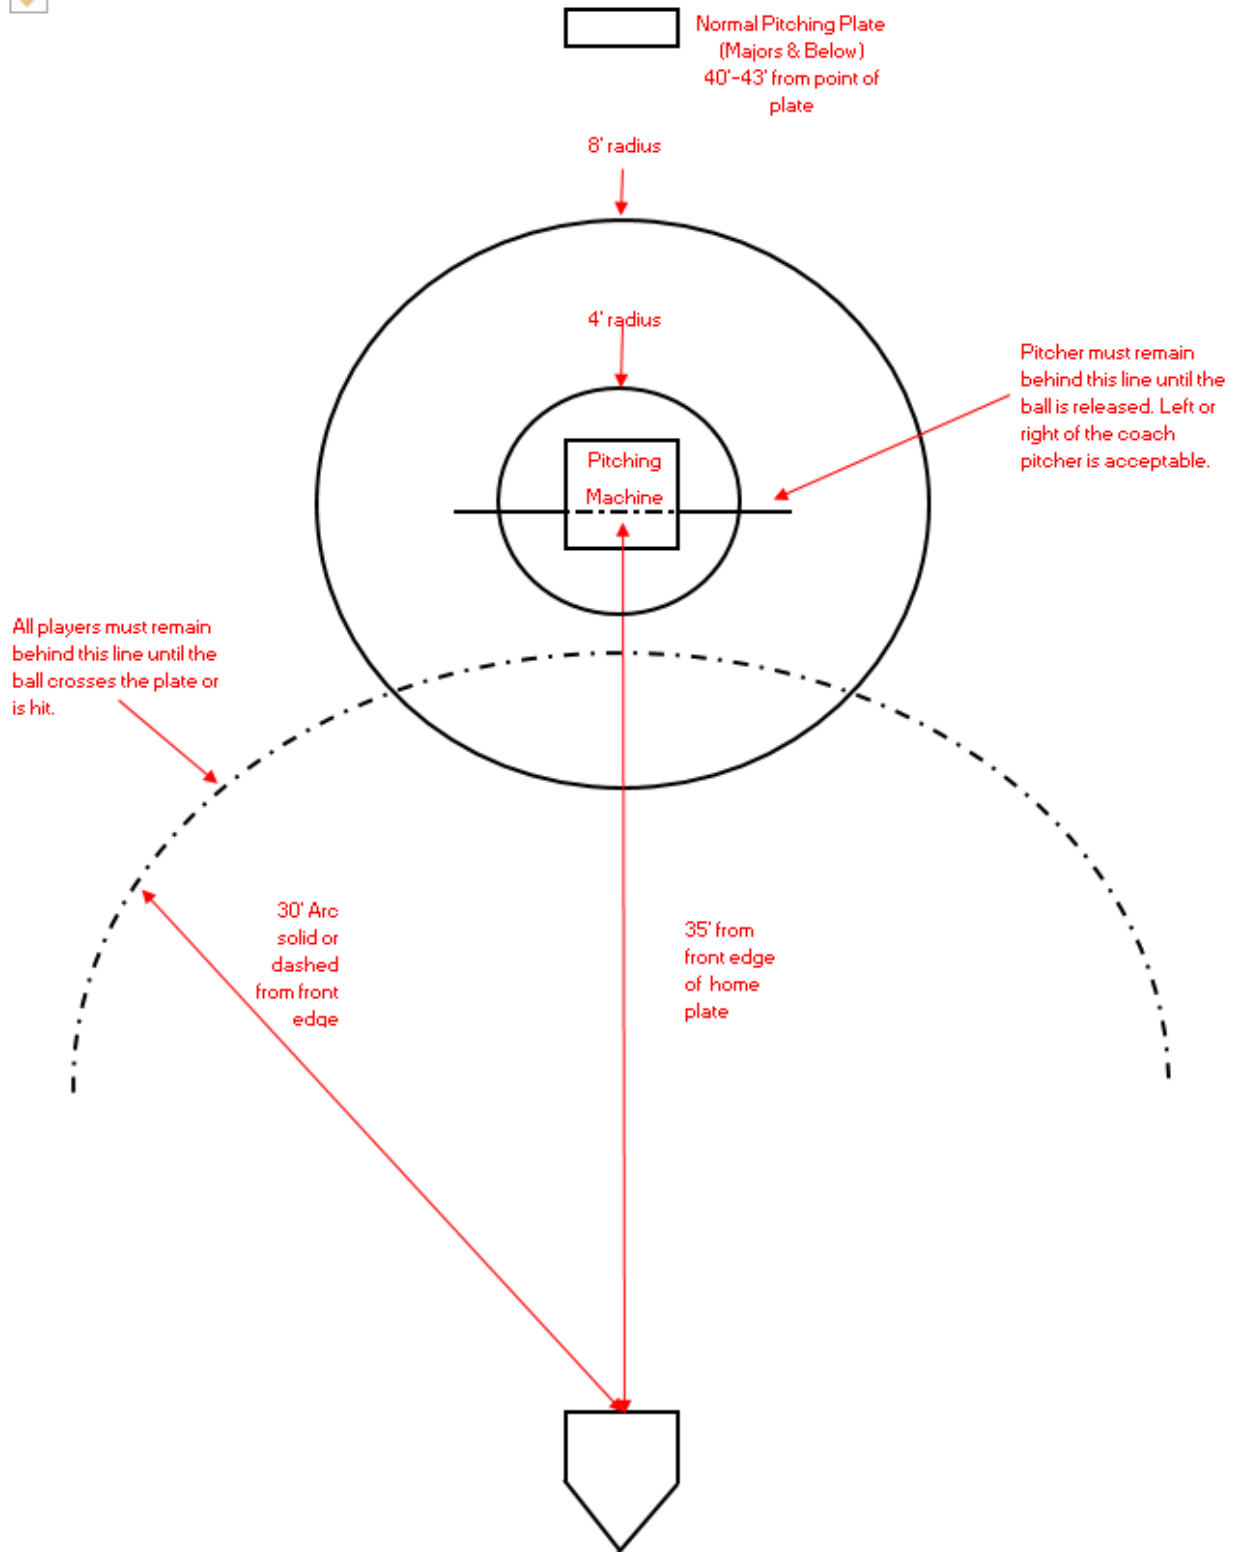 Normal Pitching Plate
(Majors & Below)
40'-43' from point of
plate
8' radius
4' radius
Pitcher must remain
behind this line until the
ball is released. Left or
right of the coach
pitcher is acceptable.
Pitching
Machine
All players must remain
behind this line until the
ball crosses the plate or
is hit.
30' Arc
solid or
dashed
from front
edge
35' from
front edge
of home
plate